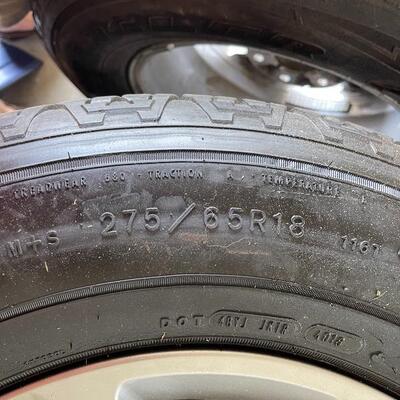 TREADWEAR 680 TRACTION A TEMPERATURE
M+S 275/65R18 116T
DOT